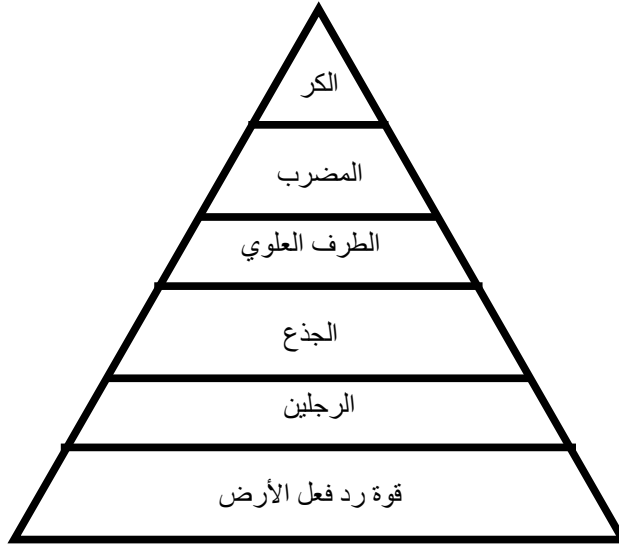 الكر
المضرب
الطرف العلوي
الجذع
الرجلين
قوة رد فعل الأرض